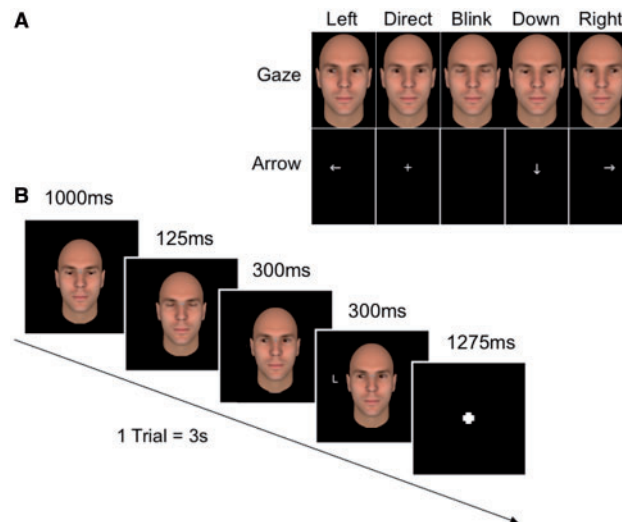 A
Left Direct Blink Down Right
Gaze
Arrow
← + ↓ →
B
1000ms
125ms
300ms
300ms
1275ms
L
1 Trial = 3s